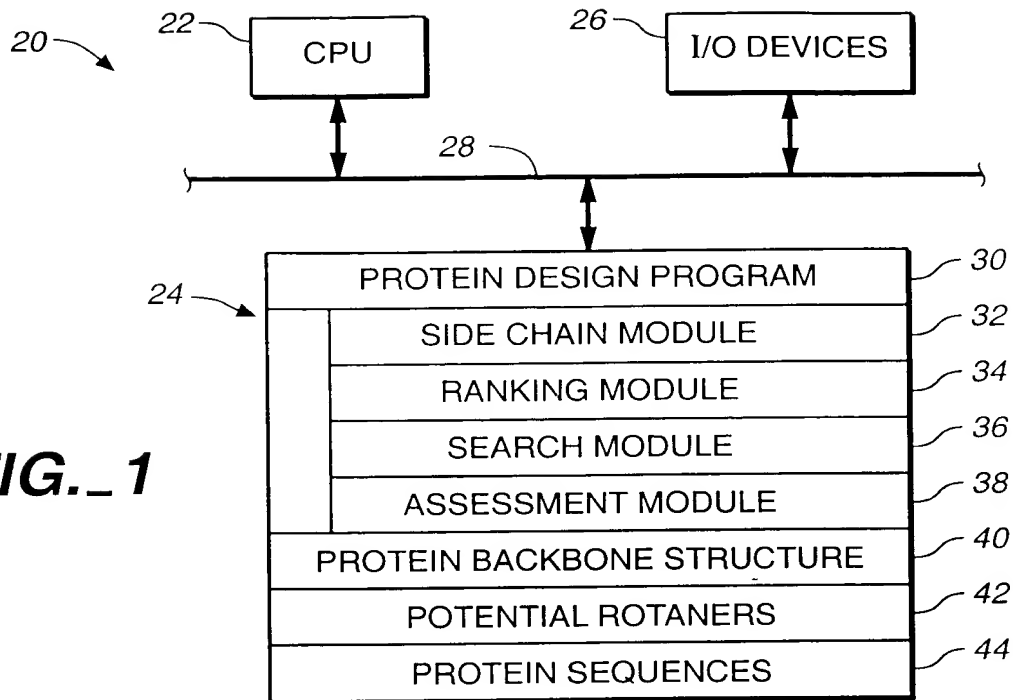 20
22
CPU
26
I/O DEVICES
28
24
PROTEIN DESIGN PROGRAM
30
SIDE CHAIN MODULE
32
RANKING MODULE
34
SEARCH MODULE
36
ASSESSMENT MODULE
38
PROTEIN BACKBONE STRUCTURE
40
POTENTIAL ROTANERS
42
PROTEIN SEQUENCES
44
IG._1